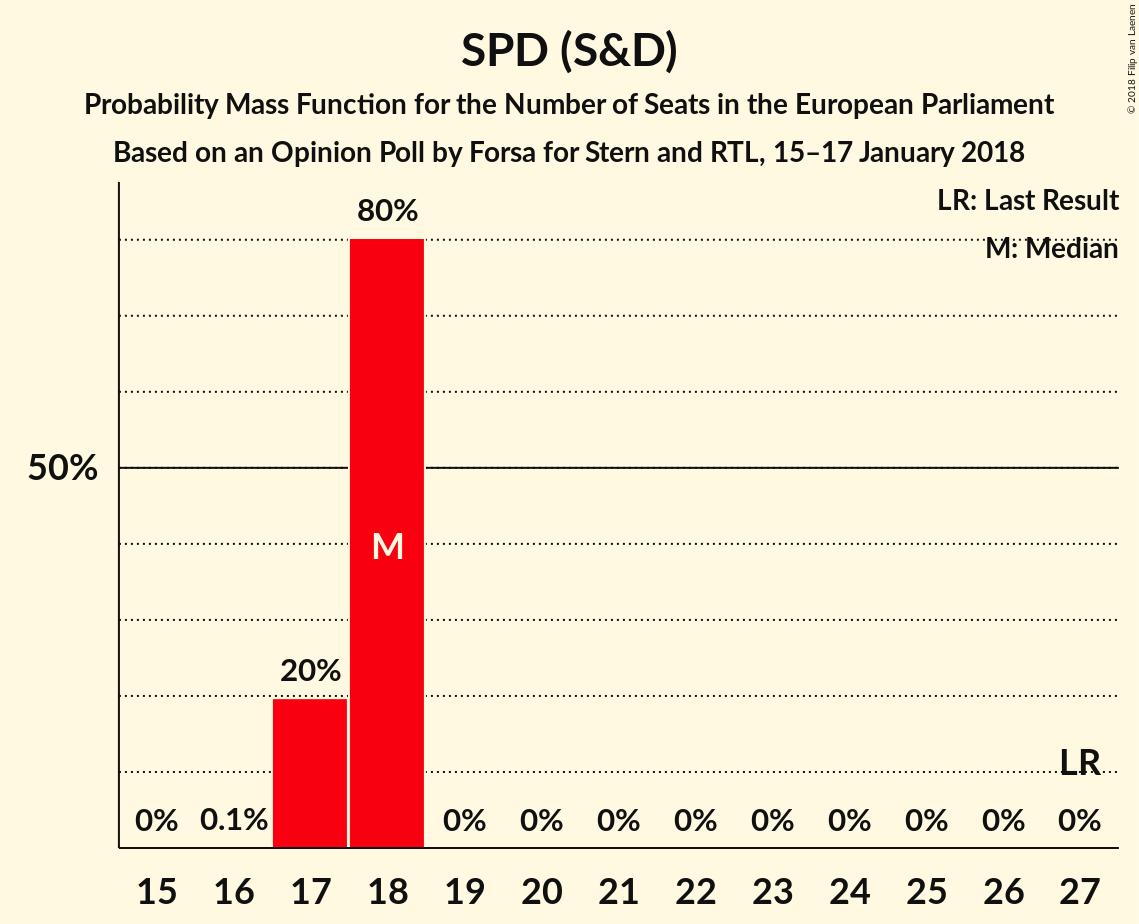 SPD (S&D)
Probability Mass Function for the Number of Seats in the European Parliament
Based on an Opinion Poll by Forsa for Stern and RTL, 15–17 January 2018
© 2018 Filip van Laenen
LR: Last Result
M: Median
80%
50%
M
20%
LR
0% 0.1% 0% 0% 0% 0% 0% 0% 0% 0% 0%
15 16 17 18 19 20 21 22 23 24 25 26 27